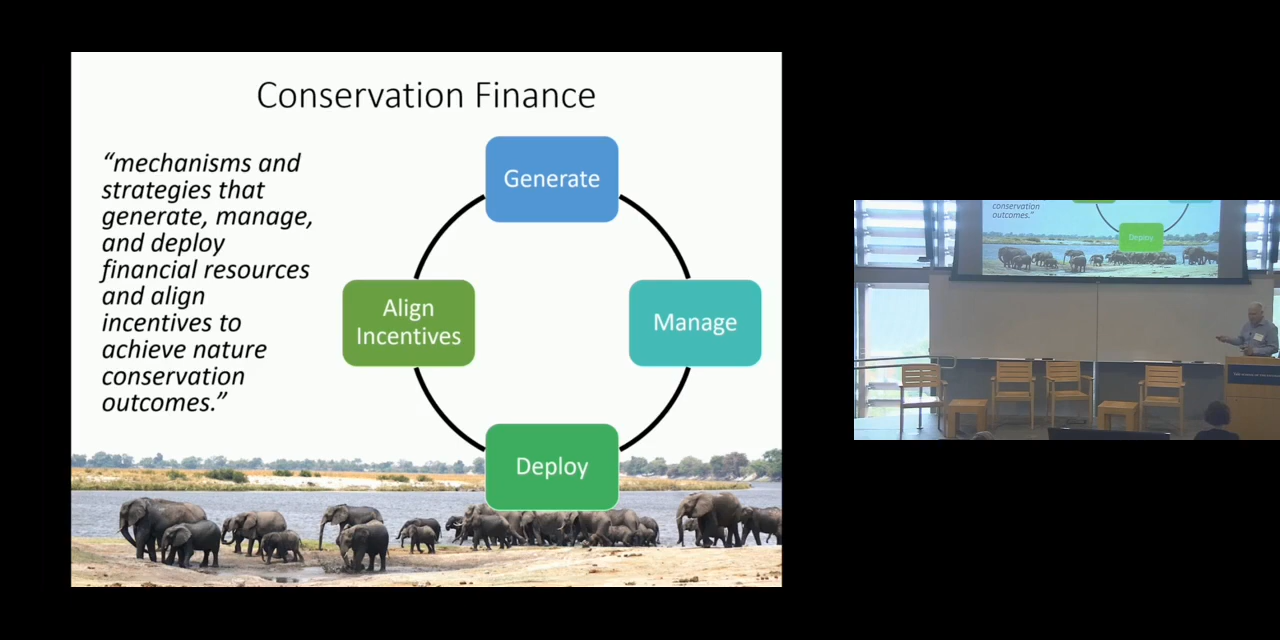 Conservation Finance
“mechanisms and
strategies that
generate, manage,
and deploy
financial resources
and align
incentives to
achieve nature
conservation
outcomes.”
Generate
Align
Incentives
Manage
Deploy
conservation
outcomes.”
Deploy